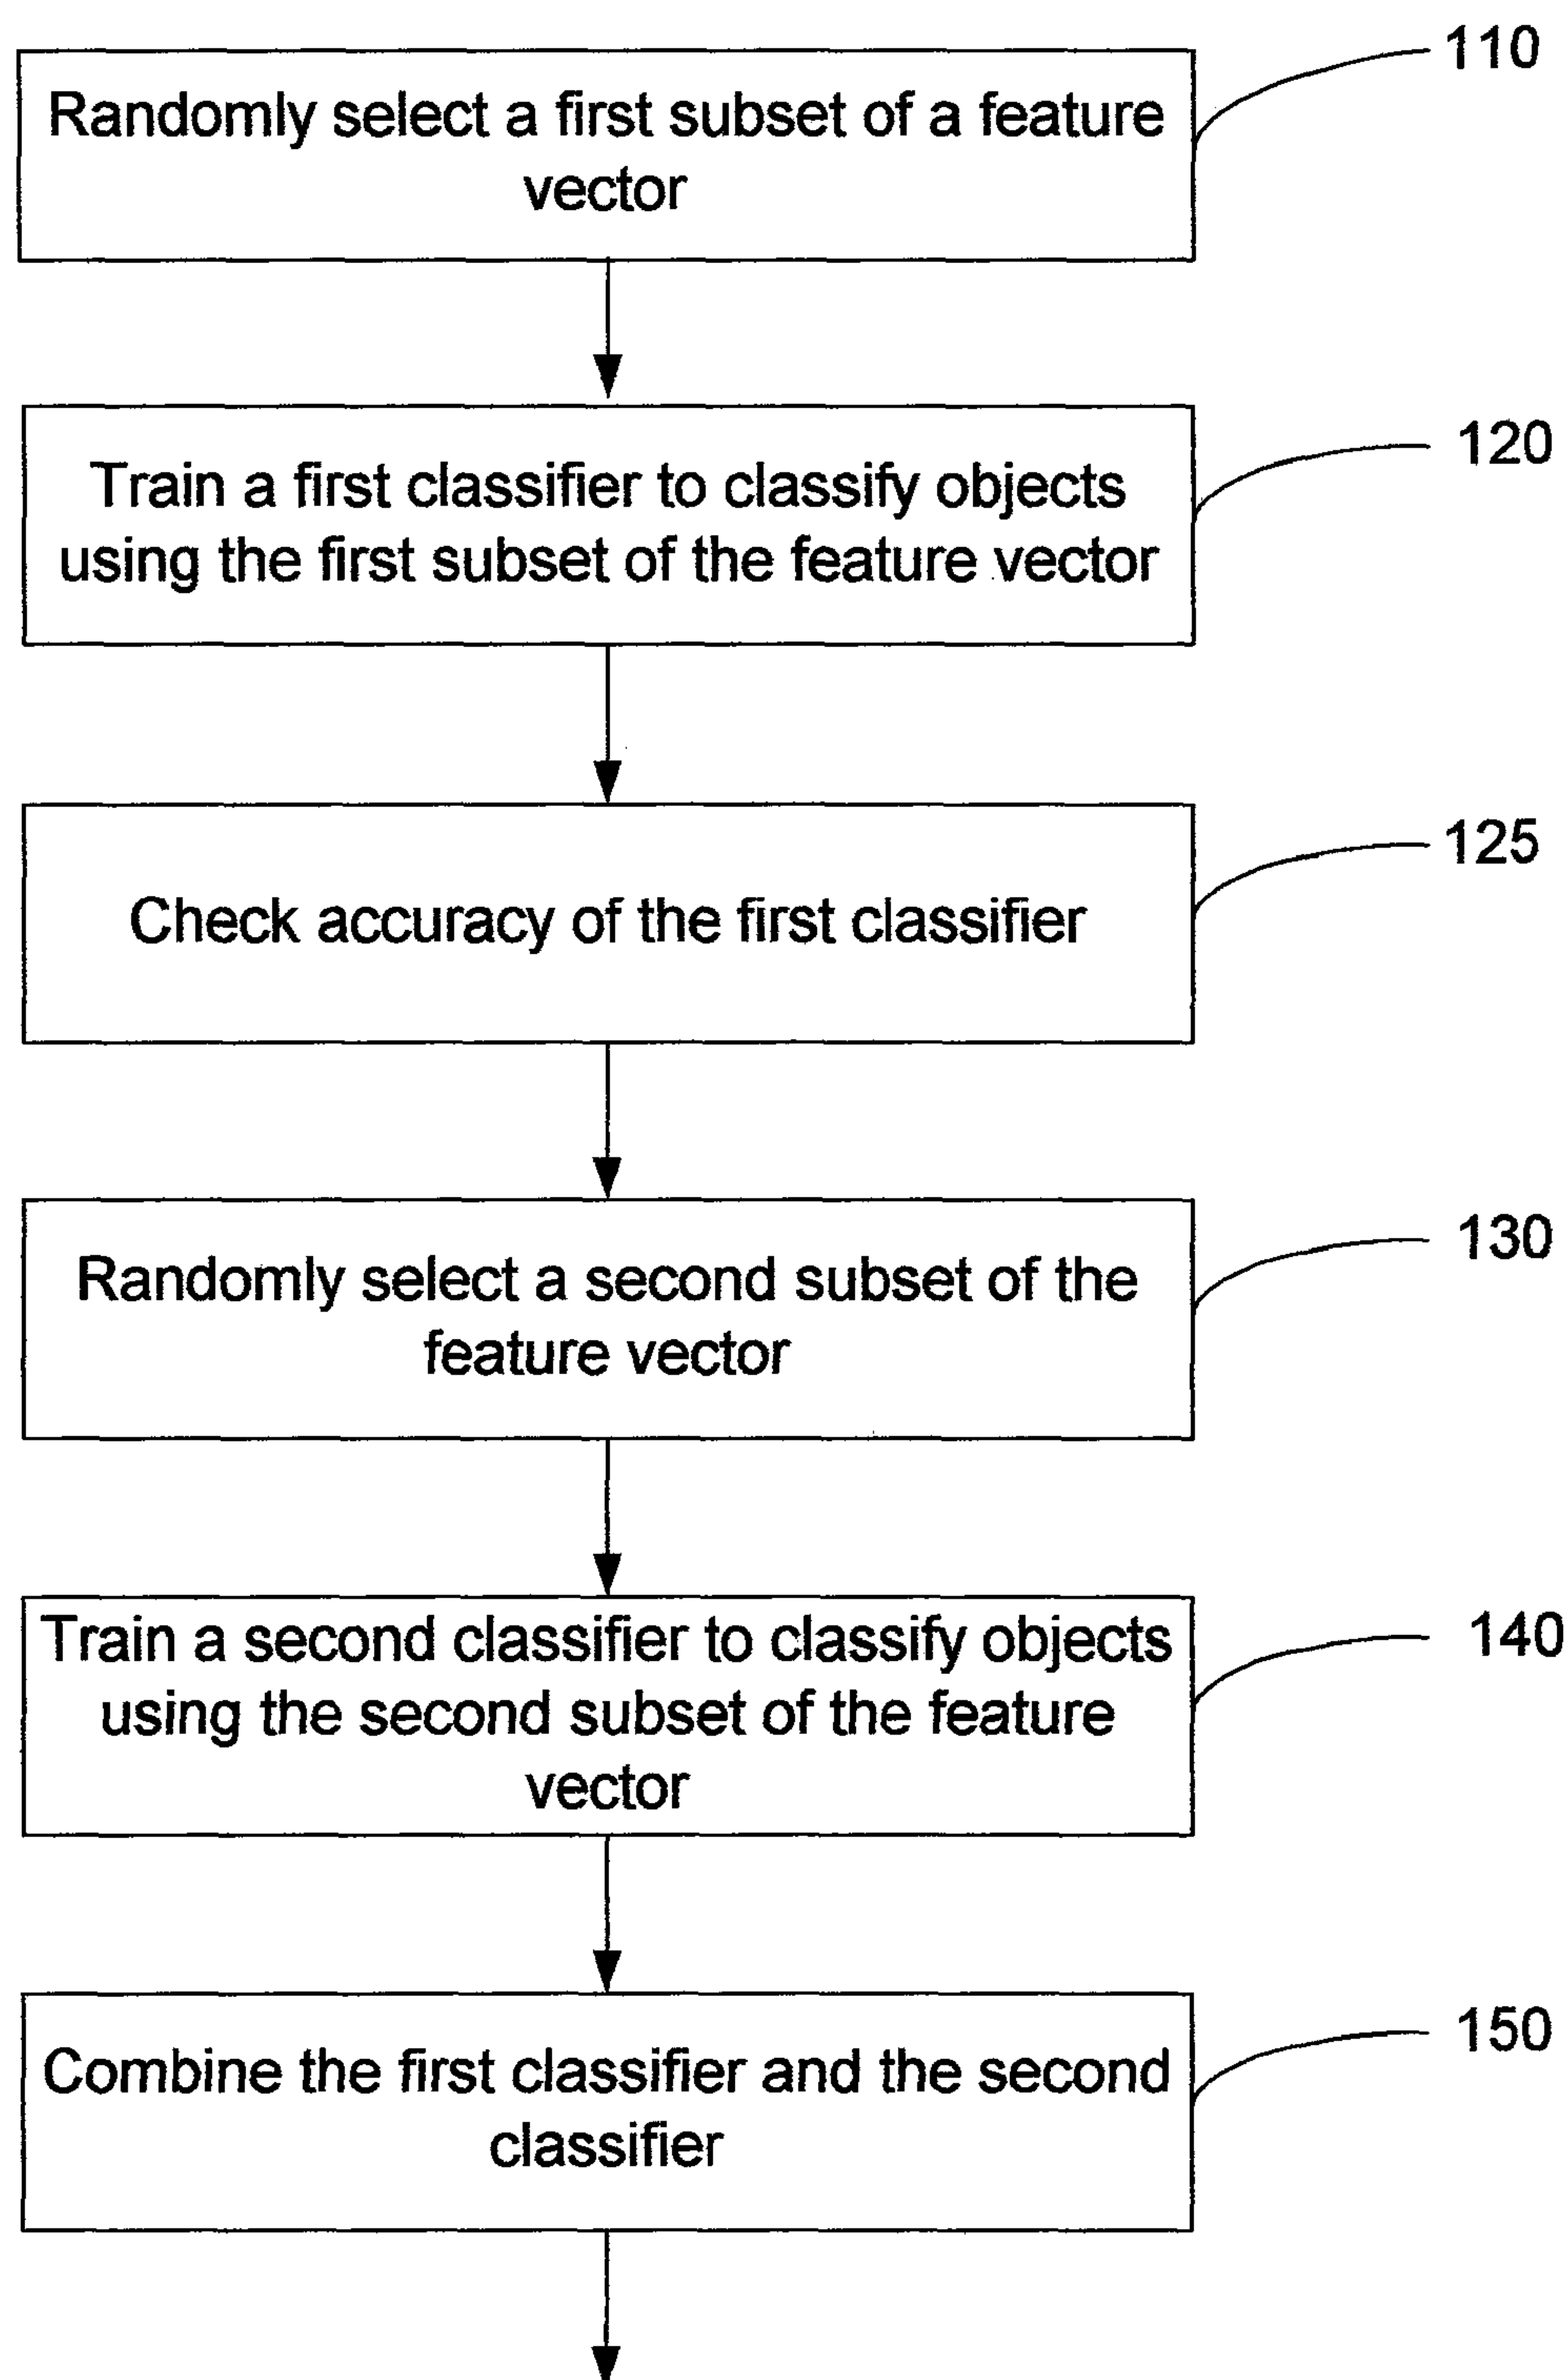 110
Randomly select a first subset of a feature
vector
120
Train a first classifier to classify objects
using the first subset of the feature vector
125
Check accuracy of the first classifier
130
Randomly select a second subset of the
feature vector
140
Train a second classifier to classify objects
using the second subset of the feature
vector
150
Combine the first classifier and the second
classifier